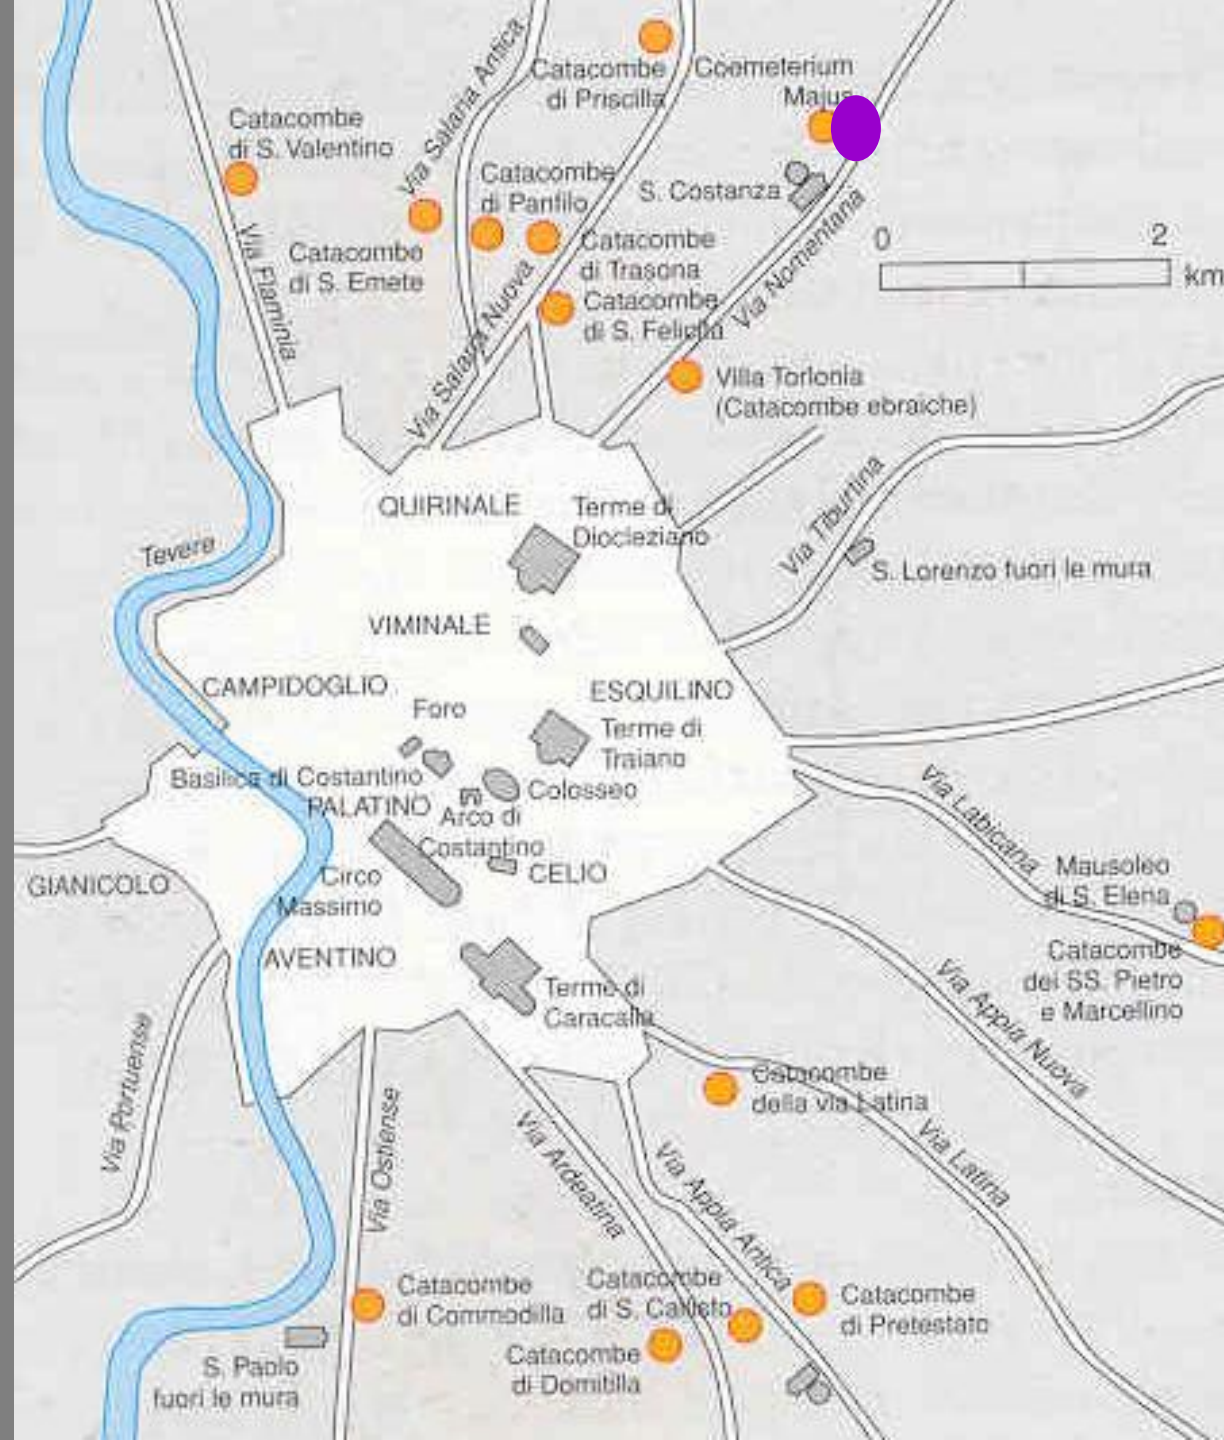 Catacombe
di Priscilla
Coemeterium
Majus
Via Salaria Antica
Catacombe
di S. Valentino
Catacombe
di Panfilo
S. Costanza
Catacombe
di S. Emete
Catacombe
di Trasona
Via Flaminia
Via Salaria Nuova
Catacombe
di S. Felicita
Via Nomentana
0 2
km
Villa Torlonia
(Catacombe ebraiche)
QUIRINALE
Terme di
Diocleziano
Via Tiburtina
Tevere
S. Lorenzo fuori le mura
VIMINALE
CAMPIDOGLIO
ESQUILINO
Foro
Terme di
Traiano
Basilica di Costantino
Colosseo
PALATINO
Arco di
Costantino
Via Labicana
CELIO
Circo
Massimo
GIANICOLO
Mausoleo
di S. Elena
AVENTINO
Catacombe
dei SS. Pietro
e Marcellino
Terme di
Caracalla
Via Appia Nuova
Via Portuense
Catacombe
della via Latina
Via Ostiense
Via Ardeatina
Via Appia Antica
Via Latina
Catacombe
di Commodilla
Catacombe
di S. Callisto
Catacombe
di Pretestato
S. Paolo
fuori le mura
Catacombe
di Domitilla